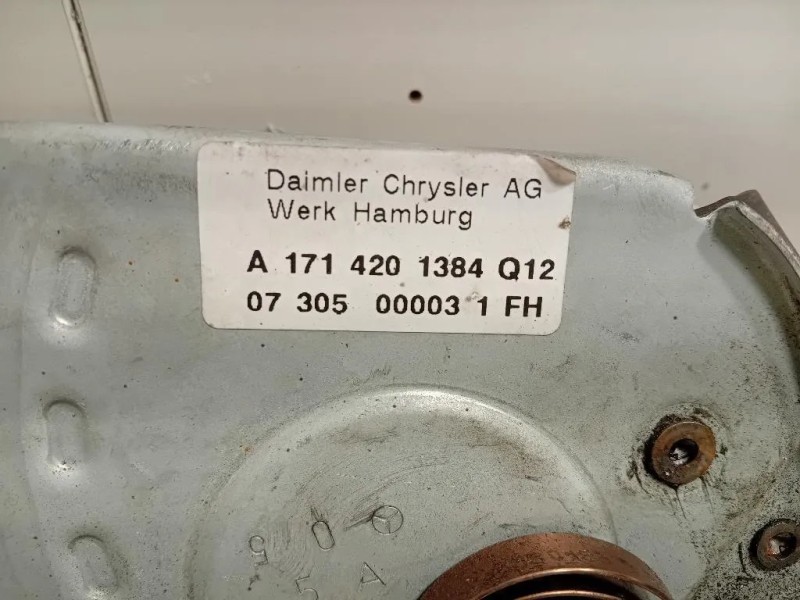 Daimler Chrysler AG
Werk Hamburg
A 171 420 1384 Q12
07 305 00003 1 FH